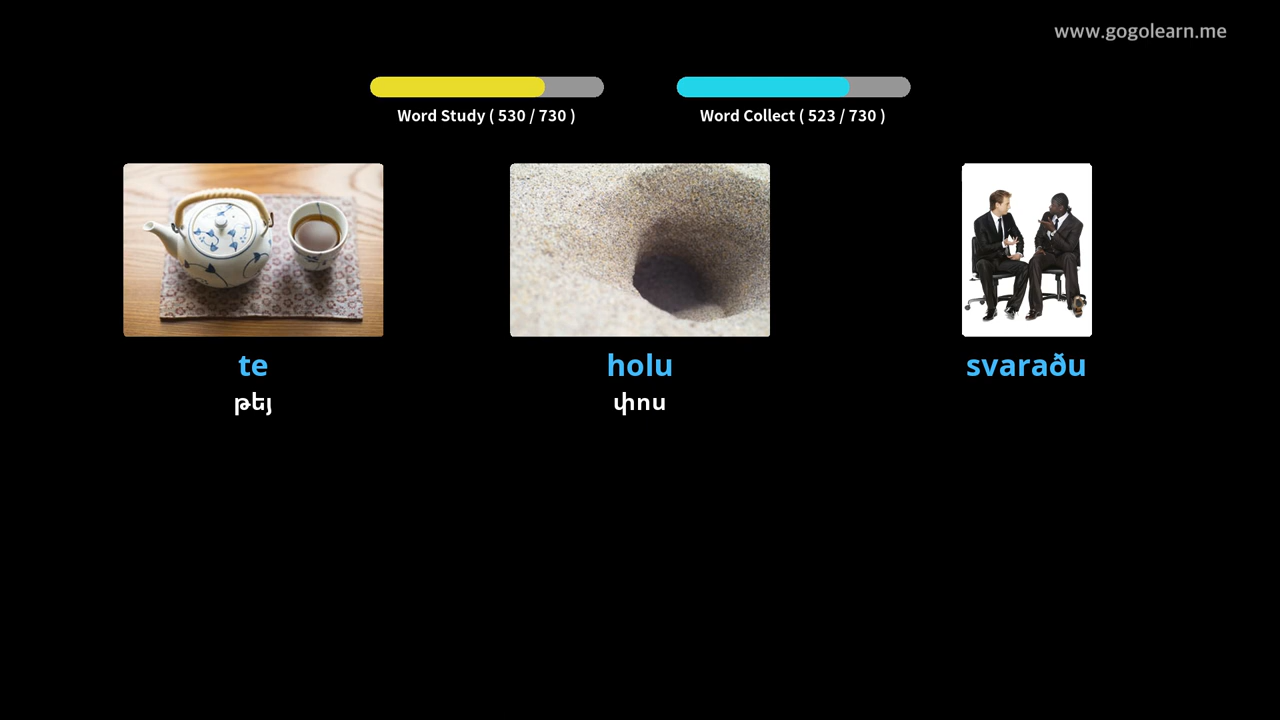 www.gogolearn.me
Word Study ( 530 / 730 )
Word Collect ( 523 / 730 )
te
holu
svaraðu
թեյ
փոս